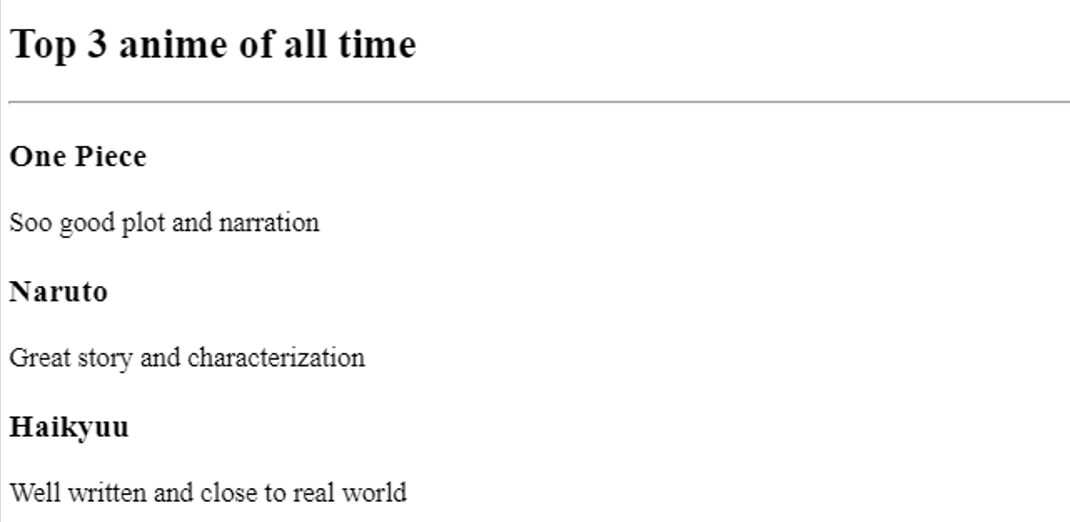 Top 3 anime of all time
One Piece
Soo good plot and narration
Naruto
Great story and characterization
Haikyuu
Well written and close to real world